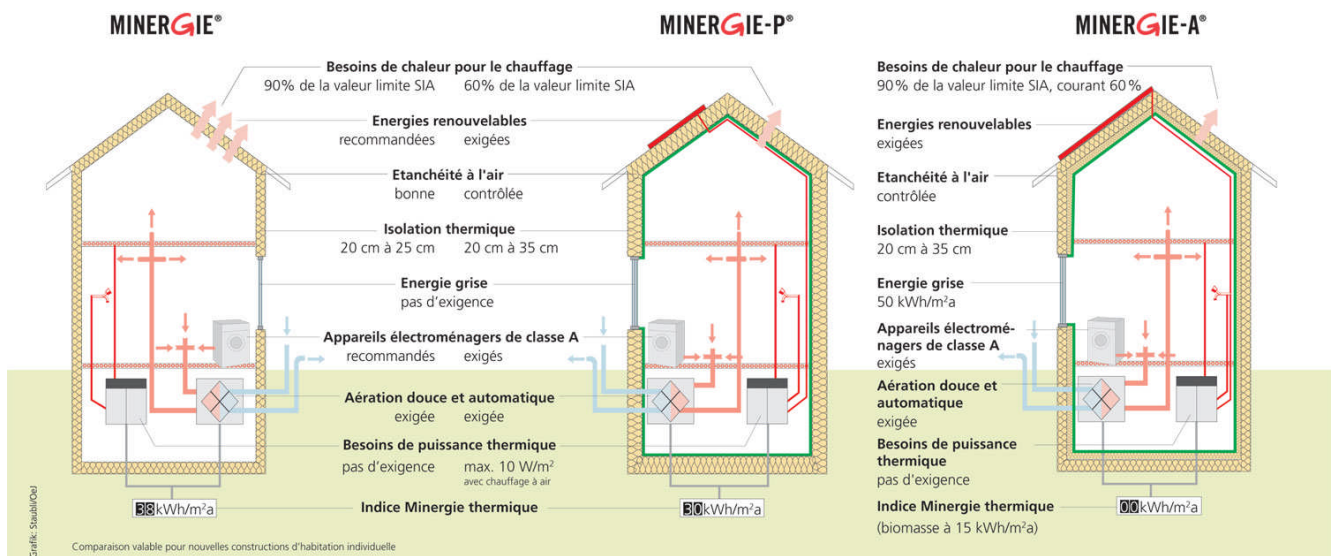 MINERGIE®
MINERGIE-P®
MINERGIE-A®
Besoins de chaleur pour le chauffage
90% de la valeur limite SIA 60% de la valeur limite SIA
Energies renouvelables
recommandées exigées
Etanchéité à l'air
bonne contrôlée
Isolation thermique
20 cm à 25 cm 20 cm à 35 cm
Energie grise
pas d'exigence
Appareils électroménagers de classe A
recommandés exigés
Aération douce et automatique
exigée exigée
Besoins de puissance thermique
pas d'exigence max. 10 W/m²
avec chauffage à air
Indice Minergie thermique
38 kWh/m²a
30 kWh/m²a
Besoins de chaleur pour le chauffage
90% de la valeur limite SIA, courant 60%
Energies renouvelables
exigées
Etanchéité à l'air
contrôlée
Isolation thermique
20 cm à 35 cm
Energie grise
50 kWh/m²a
Appareils électromé-
nagers de classe A
exigés
Aération douce et
automatique
exigée
Besoins de puissance
thermique
pas d'exigence
Indice Minergie thermique
(biomasse à 15 kWh/m²a)
00 kWh/m²a
Comparaison valable pour nouvelles constructions d'habitation individuelle
Grafik: Staubli/OeJ